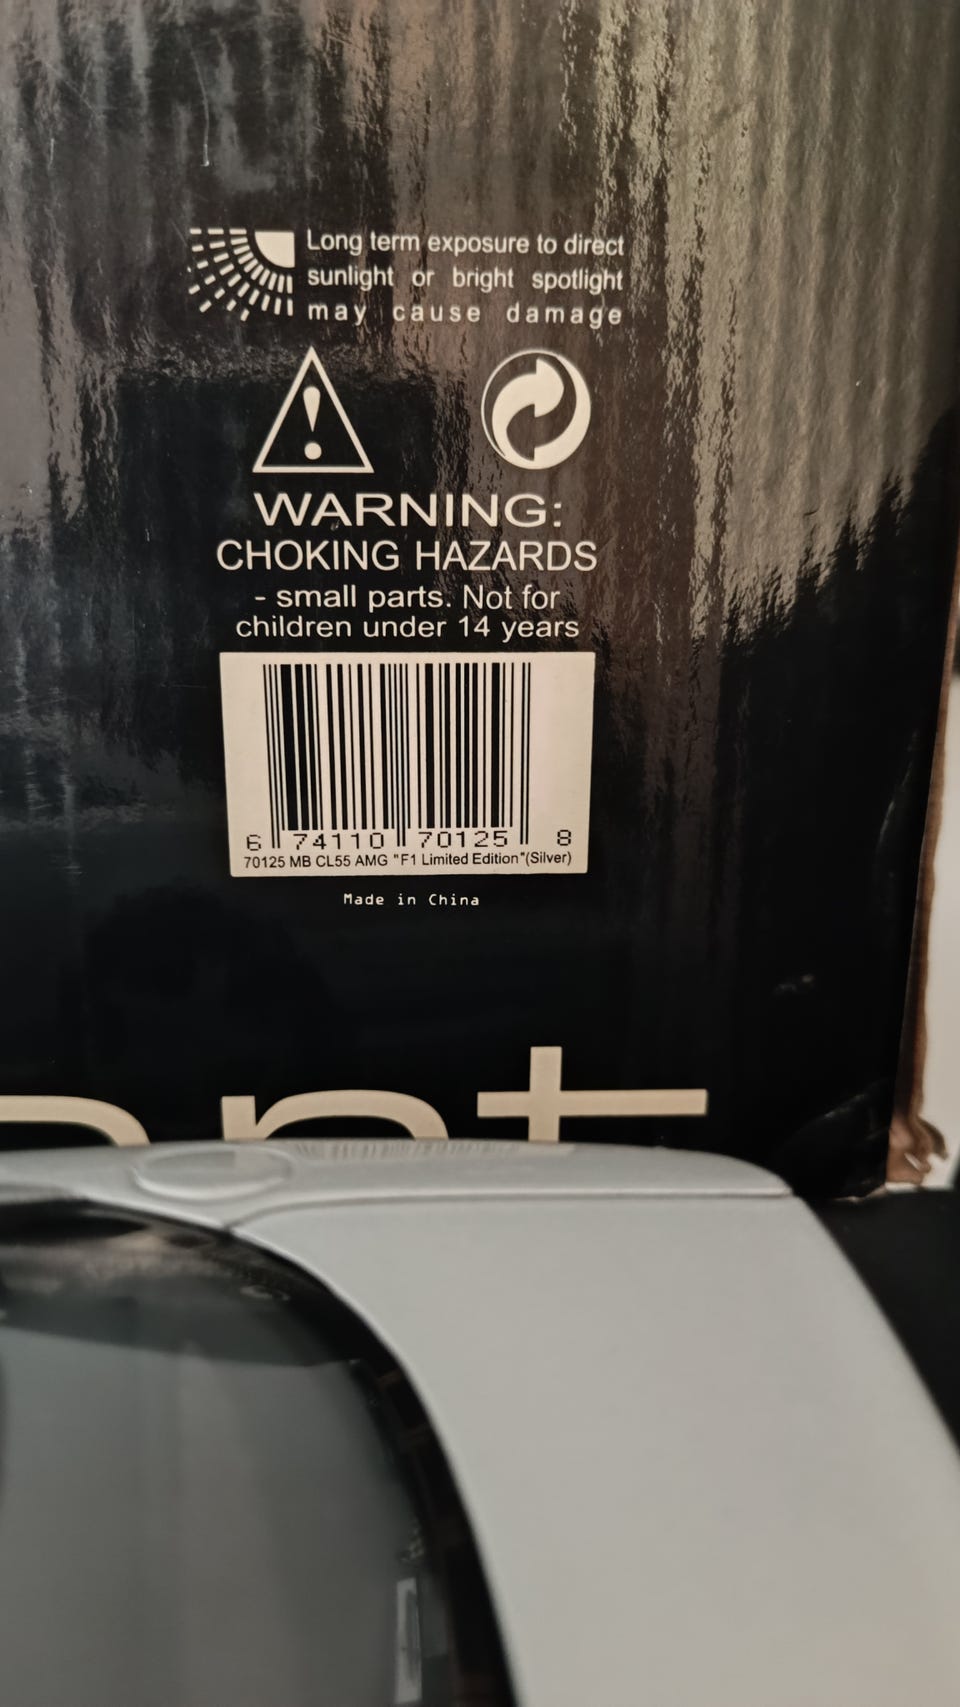 Long term exposure to direct
sunlight or bright spotlight
may cause damage
WARNING:
CHOKING HAZARDS
- small parts. Not for
children under 14 years
6 74110 70125 8
70125 MB CL55 AMG "F1 Limited Edition"(Silver)
Made in China